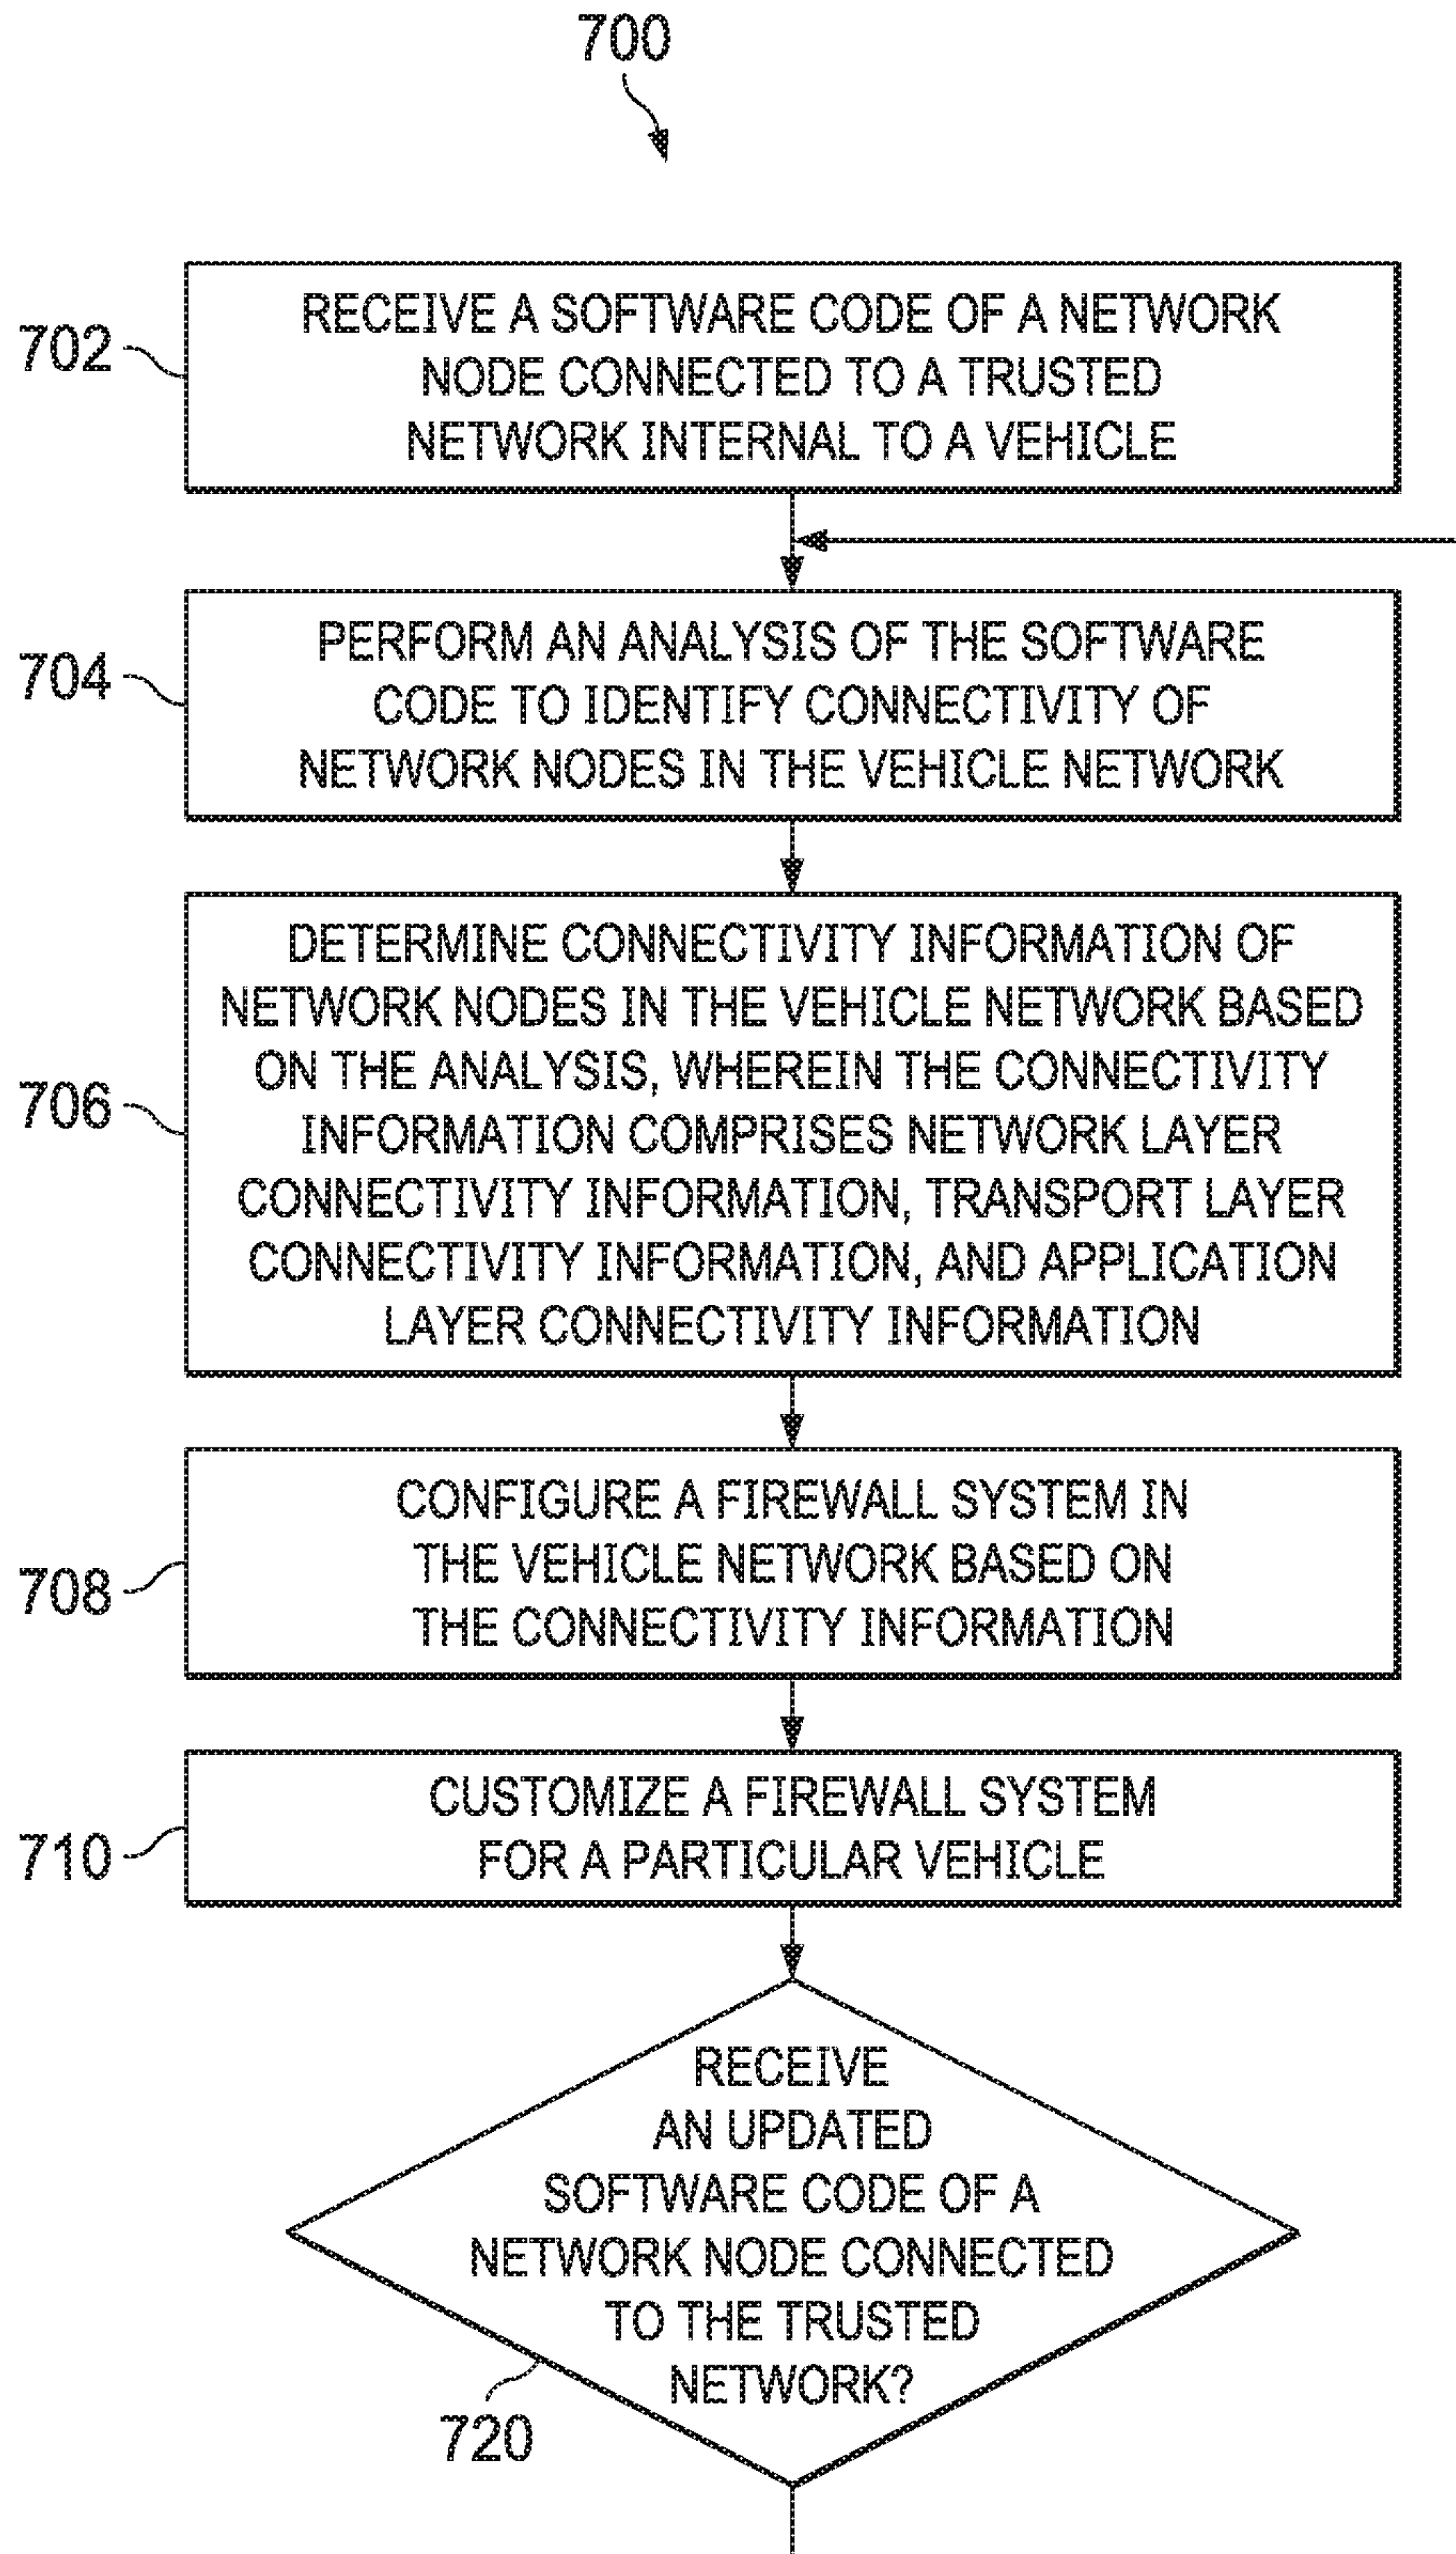 700
702
RECEIVE A SOFTWARE CODE OF A NETWORK
NODE CONNECTED TO A TRUSTED
NETWORK INTERNAL TO A VEHICLE
704
PERFORM AN ANALYSIS OF THE SOFTWARE
CODE TO IDENTIFY CONNECTIVITY OF
NETWORK NODES IN THE VEHICLE NETWORK
706
DETERMINE CONNECTIVITY INFORMATION OF
NETWORK NODES IN THE VEHICLE NETWORK BASED
ON THE ANALYSIS, WHEREIN THE CONNECTIVITY
INFORMATION COMPRISES NETWORK LAYER
CONNECTIVITY INFORMATION, TRANSPORT LAYER
CONNECTIVITY INFORMATION, AND APPLICATION
LAYER CONNECTIVITY INFORMATION
708
CONFIGURE A FIREWALL SYSTEM IN
THE VEHICLE NETWORK BASED ON
THE CONNECTIVITY INFORMATION
710
CUSTOMIZE A FIREWALL SYSTEM
FOR A PARTICULAR VEHICLE
RECEIVE
AN UPDATED
SOFTWARE CODE OF A
NETWORK NODE CONNECTED
TO THE TRUSTED
NETWORK?
720